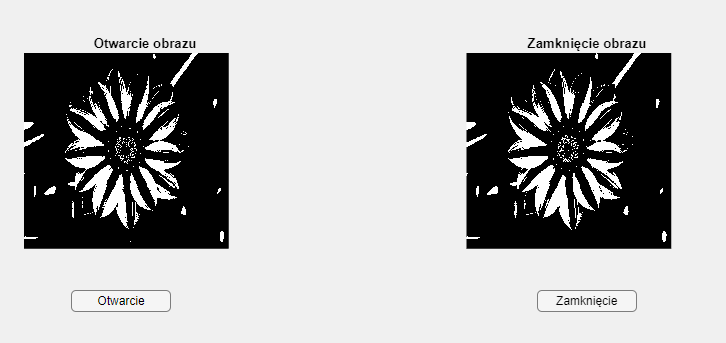 Otwarcie obrazu
Zamknięcie obrazu
Otwarcie
Zamknięcie